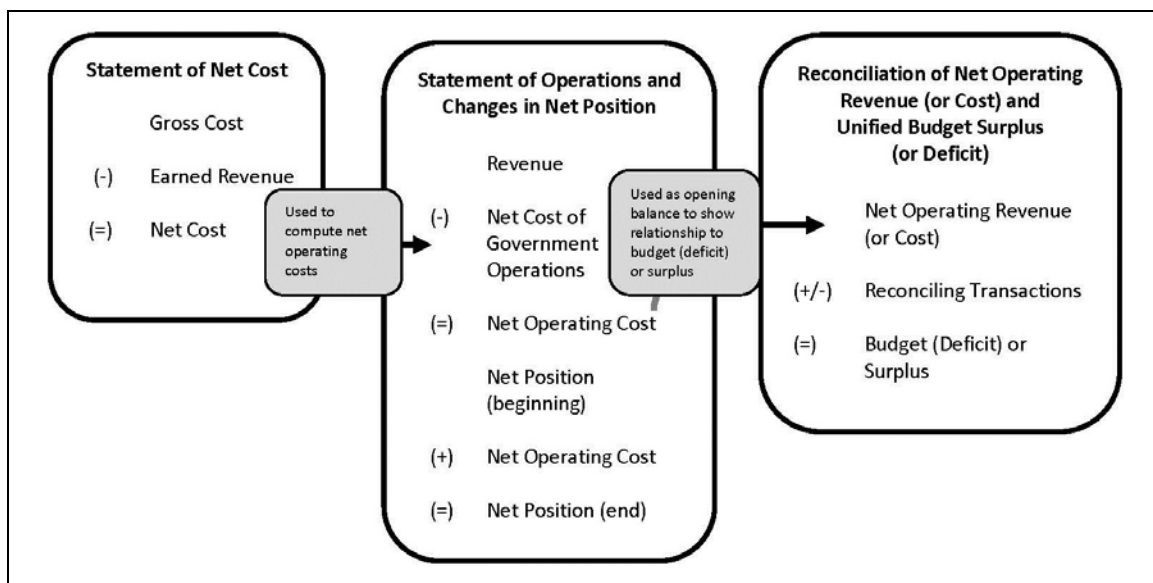 Statement of Net Cost
Gross Cost
(-) Earned Revenue
(=) Net Cost
Used to
compute net
operating
costs
Statement of Operations and
Changes in Net Position
Revenue
(-) Net Cost of
Government
Operations
(=) Net Operating Cost
Net Position
(beginning)
(+) Net Operating Cost
(=) Net Position (end)
Used as opening
balance to show
relationship to
budget (deficit)
or surplus
Reconciliation of Net Operating
Revenue (or Cost) and
Unified Budget Surplus
(or Deficit)
Net Operating Revenue
(or Cost)
(+/-) Reconciling Transactions
(=) Budget (Deficit) or
Surplus